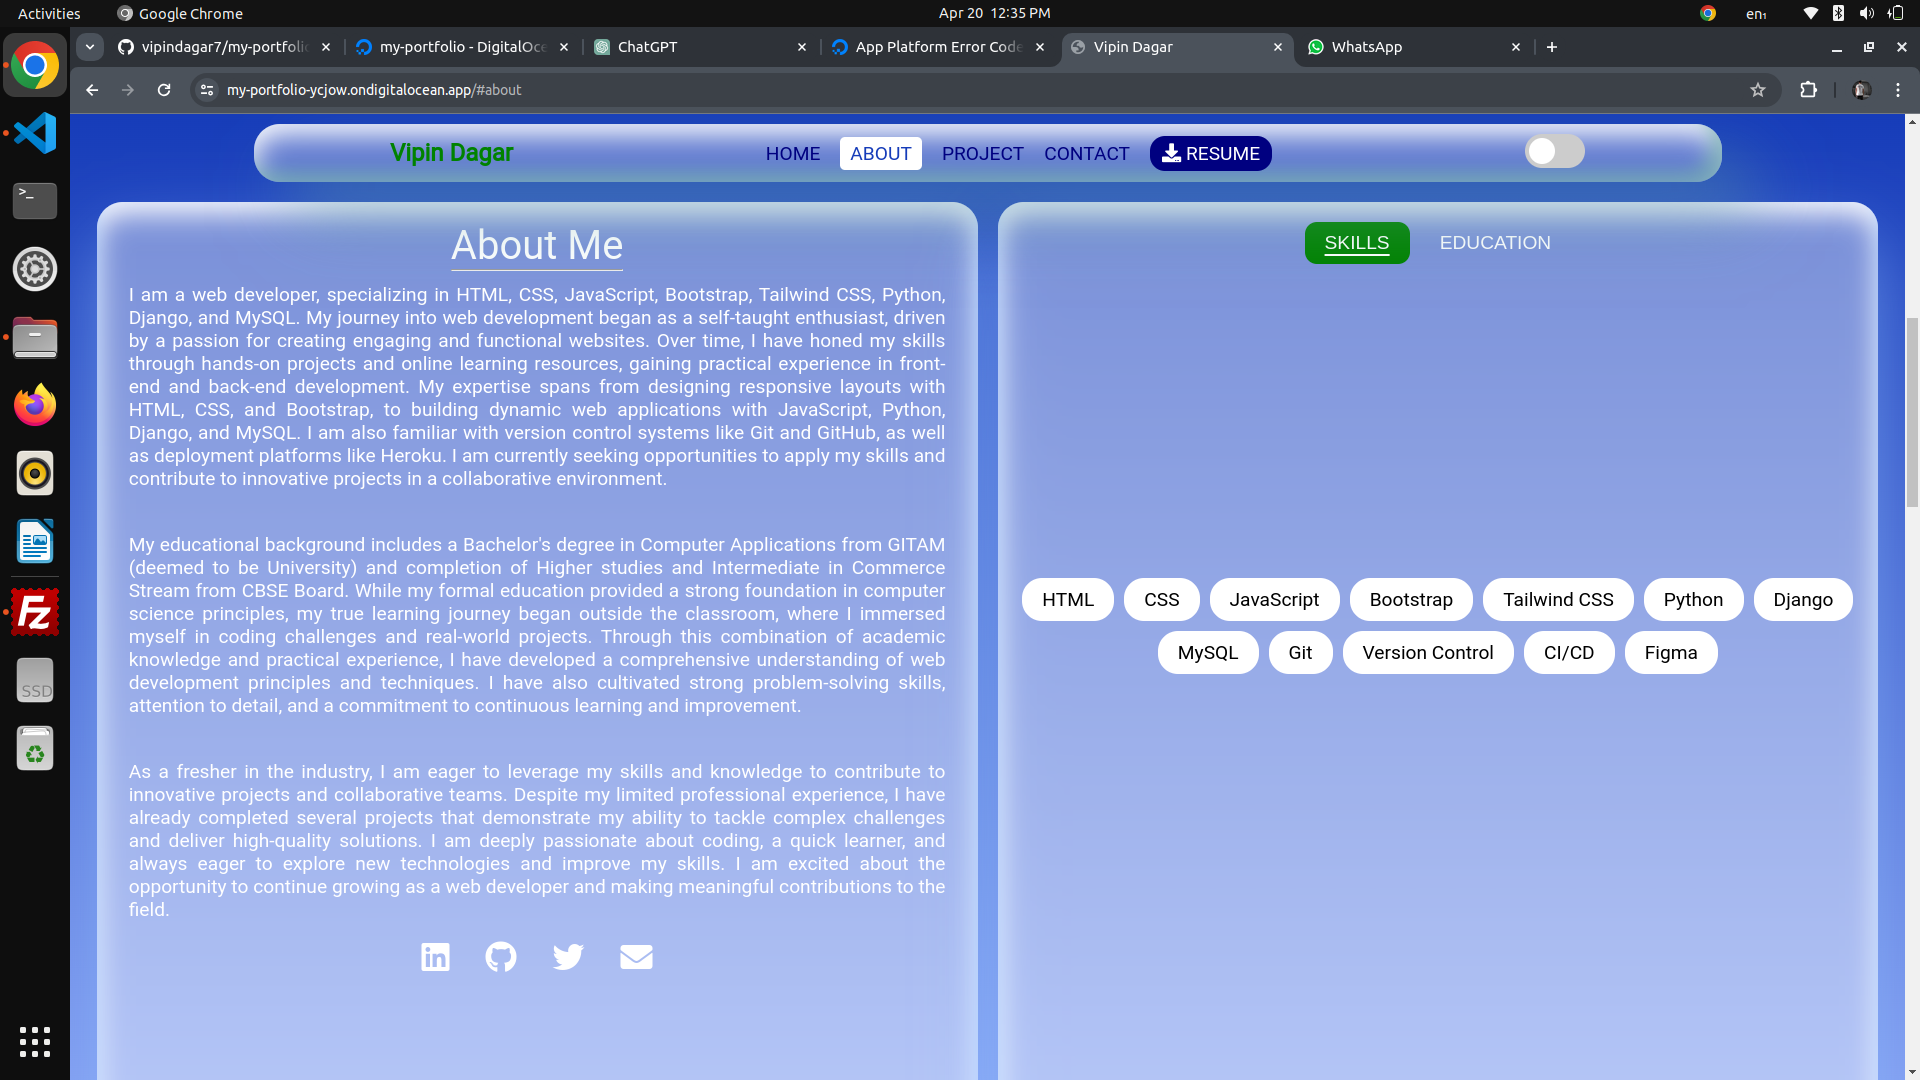 Activities
Google Chrome
Apr 20 12:35 PM
en₁
vipindagar7/my-portfoli
my-portfolio - DigitalOce
ChatGPT
App Platform Error Code
Vipin Dagar
WhatsApp
my-portfolio-ycjow.ondigitalocean.app/#about
Vipin Dagar
HOME
ABOUT
PROJECT
CONTACT
RESUME
About Me
I am a web developer, specializing in HTML, CSS, JavaScript, Bootstrap, Tailwind CSS, Python,
Django, and MySQL. My journey into web development began as a self-taught enthusiast, driven
by a passion for creating engaging and functional websites. Over time, I have honed my skills
through hands-on projects and online learning resources, gaining practical experience in front-
end and back-end development. My expertise spans from designing responsive layouts with
HTML, CSS, and Bootstrap, to building dynamic web applications with JavaScript, Python,
Django, and MySQL. I am also familiar with version control systems like Git and GitHub, as well
as deployment platforms like Heroku. I am currently seeking opportunities to apply my skills and
contribute to innovative projects in a collaborative environment.
My educational background includes a Bachelor's degree in Computer Applications from GITAM
(deemed to be University) and completion of Higher studies and Intermediate in Commerce
Stream from CBSE Board. While my formal education provided a strong foundation in computer
science principles, my true learning journey began outside the classroom, where I immersed
myself in coding challenges and real-world projects. Through this combination of academic
knowledge and practical experience, I have developed a comprehensive understanding of web
development principles and techniques. I have also cultivated strong problem-solving skills,
attention to detail, and a commitment to continuous learning and improvement.
As a fresher in the industry, I am eager to leverage my skills and knowledge to contribute to
innovative projects and collaborative teams. Despite my limited professional experience, I have
already completed several projects that demonstrate my ability to tackle complex challenges
and deliver high-quality solutions. I am deeply passionate about coding, a quick learner, and
always eager to explore new technologies and improve my skills. I am excited about the
opportunity to continue growing as a web developer and making meaningful contributions to the
field.
SKILLS
EDUCATION
HTML
CSS
JavaScript
Bootstrap
Tailwind CSS
Python
Django
MySQL
Git
Version Control
CI/CD
Figma
>_
Fz
SSD